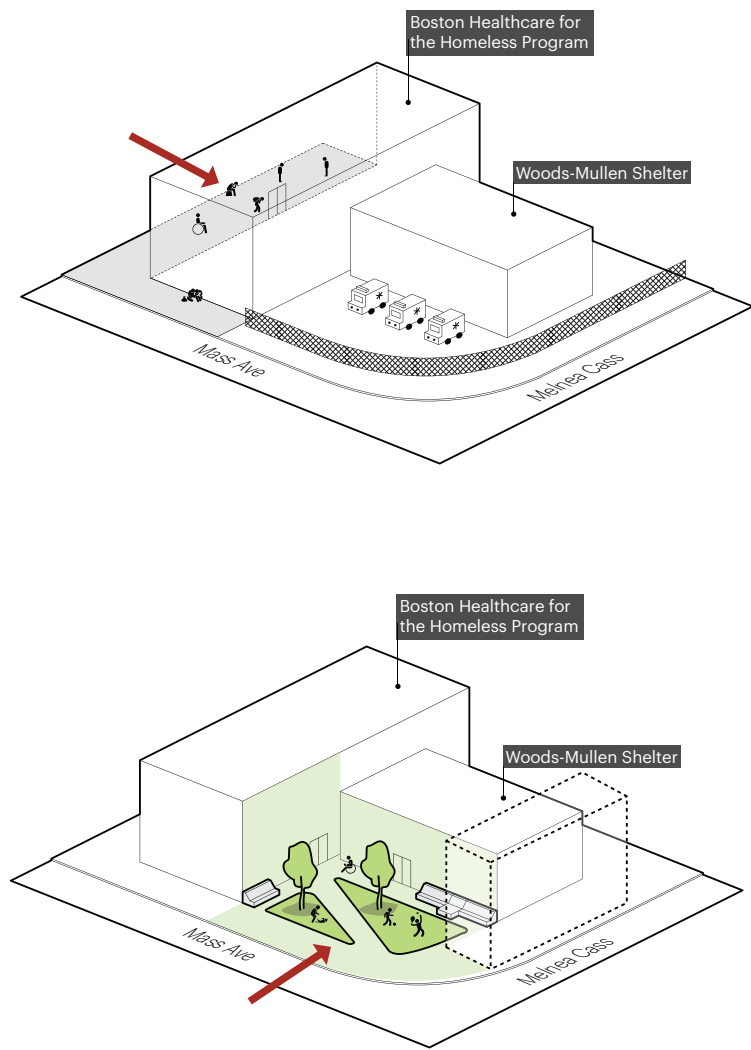 Boston Healthcare for
the Homeless Program
Woods-Mullen Shelter
Mass Ave
Melnea Cass
Boston Healthcare for
the Homeless Program
Woods-Mullen Shelter
Mass Ave
Melnea Cass